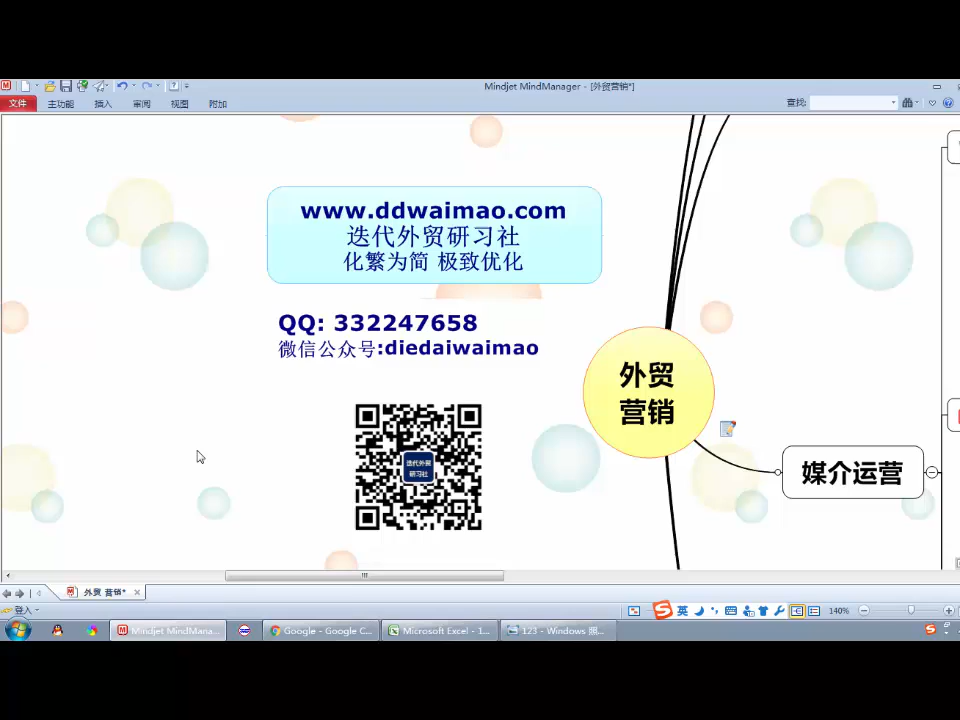 Mindjet MindManager - [外贸营销*]
文件 主功能 插入 审阅 视图 附加 查找:
www.ddwaimao.com
迭代外贸研习社
化繁为简 极致优化
QQ: 332247658
微信公众号:diedaiwaimao
迭代外贸
研习社
外贸
营销
媒介运营
外贸 营销*
登入
英
140%
Mindjet MindMana...
Google - Google C...
Microsoft Excel - 1...
123 - Windows 照...